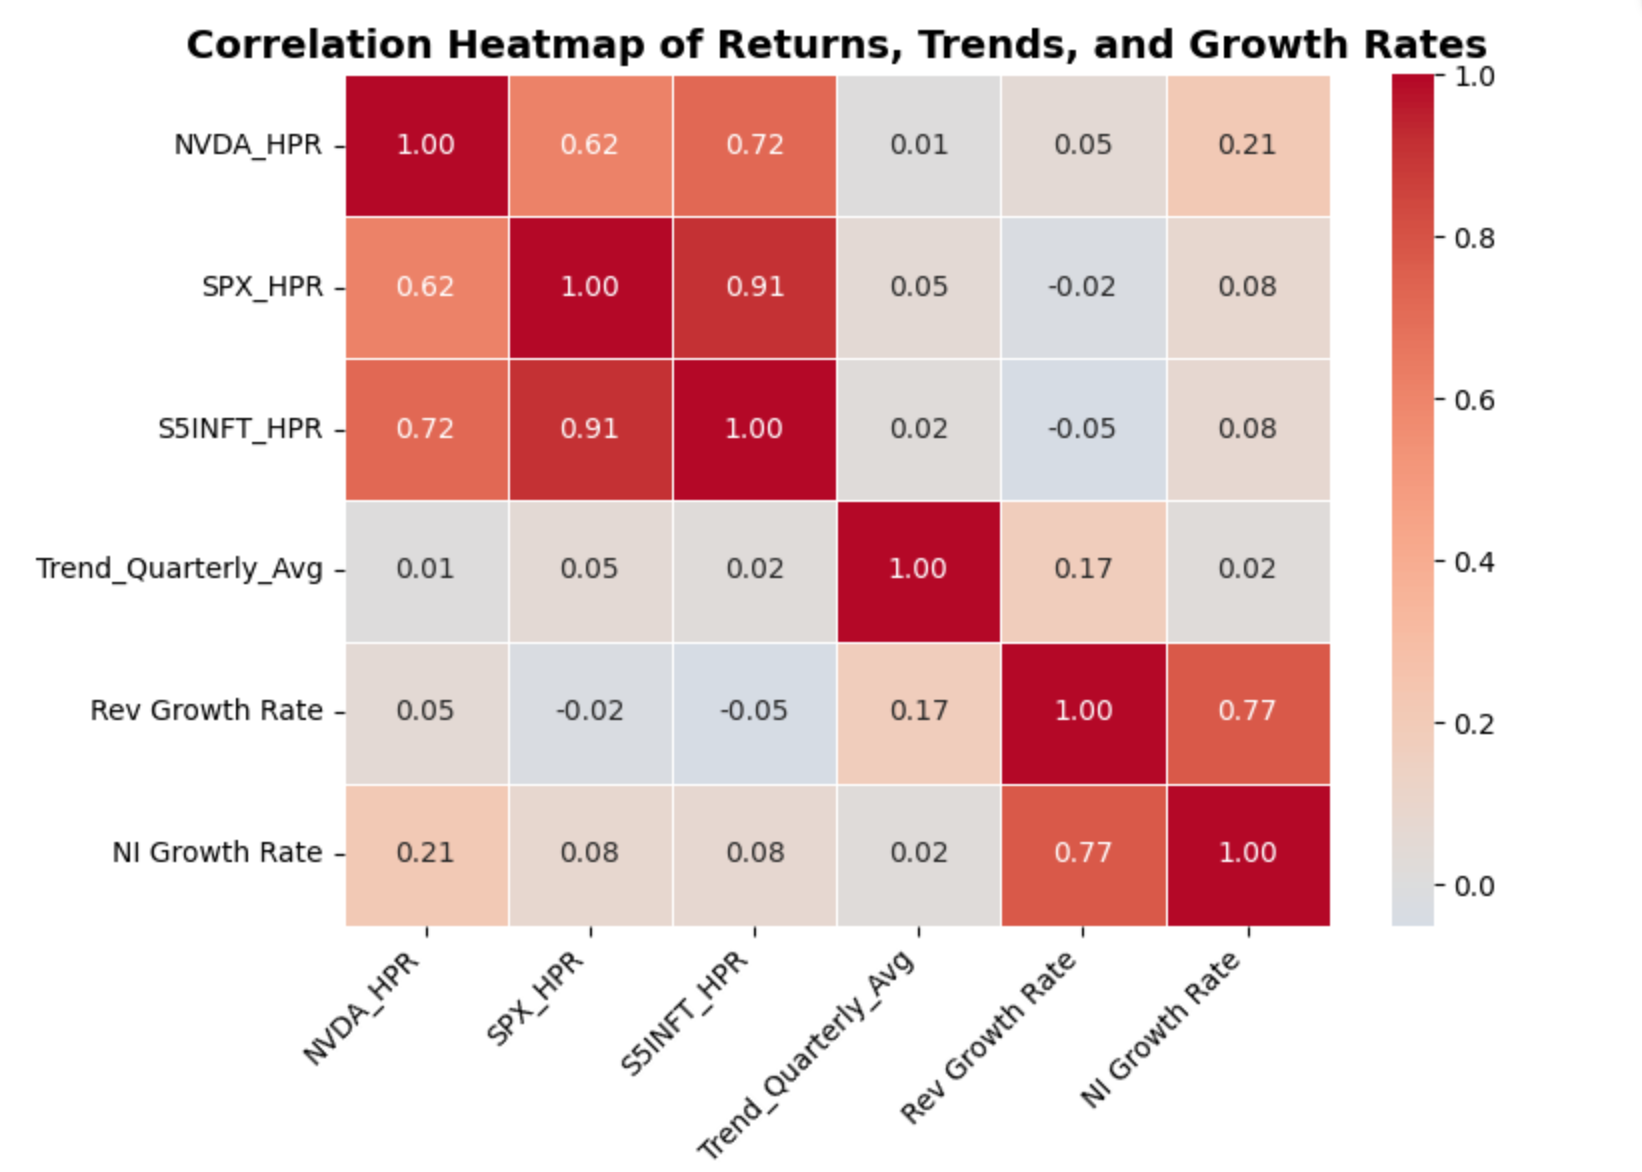 Correlation Heatmap of Returns, Trends, and Growth Rates
NVDA_HPR 1.00 0.62 0.72 0.01 0.05 0.21
SPX_HPR 0.62 1.00 0.91 0.05 -0.02 0.08
S5INFT_HPR 0.72 0.91 1.00 0.02 -0.05 0.08
Trend_Quarterly_Avg 0.01 0.05 0.02 1.00 0.17 0.02
Rev Growth Rate 0.05 -0.02 -0.05 0.17 1.00 0.77
NI Growth Rate 0.21 0.08 0.08 0.02 0.77 1.00
NVDA_HPR
SPX_HPR
S5INFT_HPR
Trend_Quarterly_Avg
Rev Growth Rate
NI Growth Rate
1.0
0.8
0.6
0.4
0.2
0.0